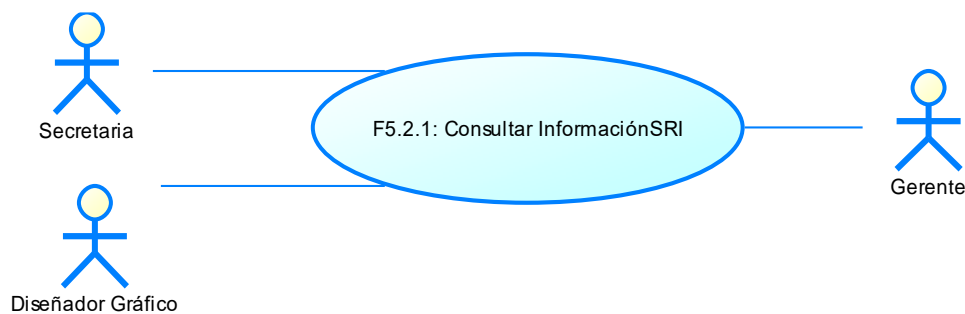 Secretaria
F5.2.1: Consultar InformaciónSRI
Gerente
Diseñador Gráfico